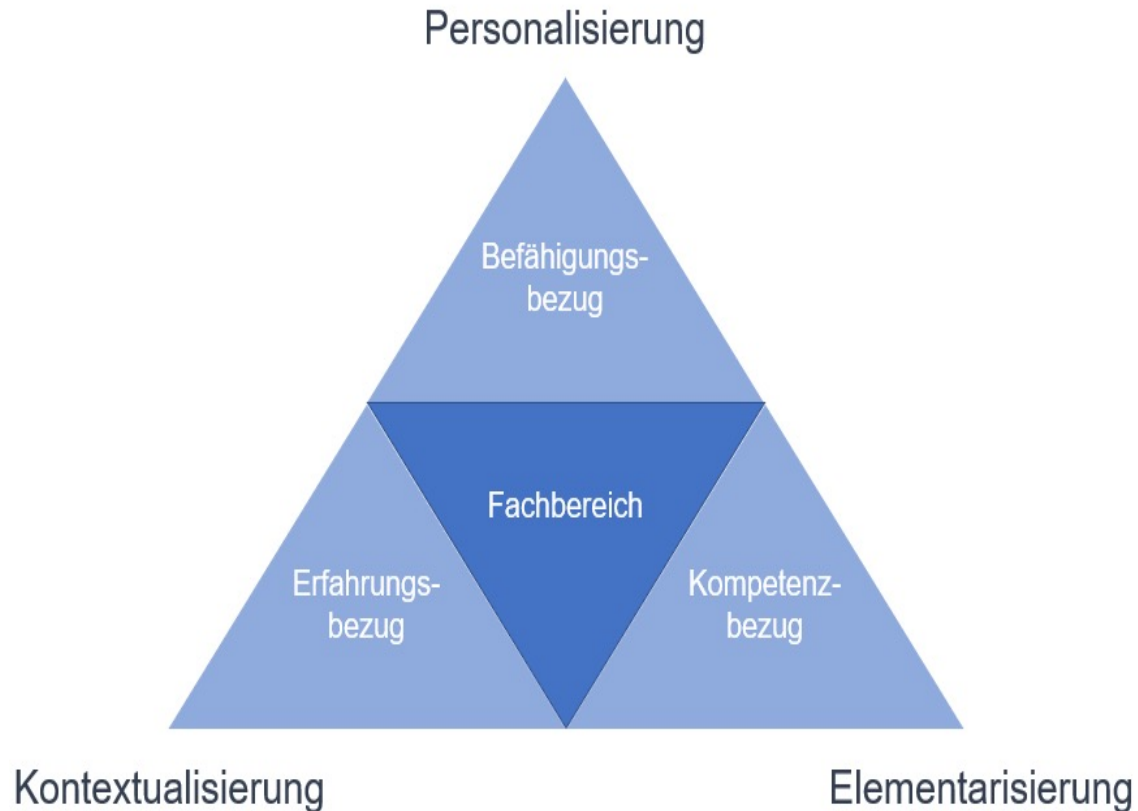 Personalisierung
Befähigungs-
bezug
Fachbereich
Erfahrungs-
bezug
Kompetenz-
bezug
Kontextualisierung
Elementarisierung